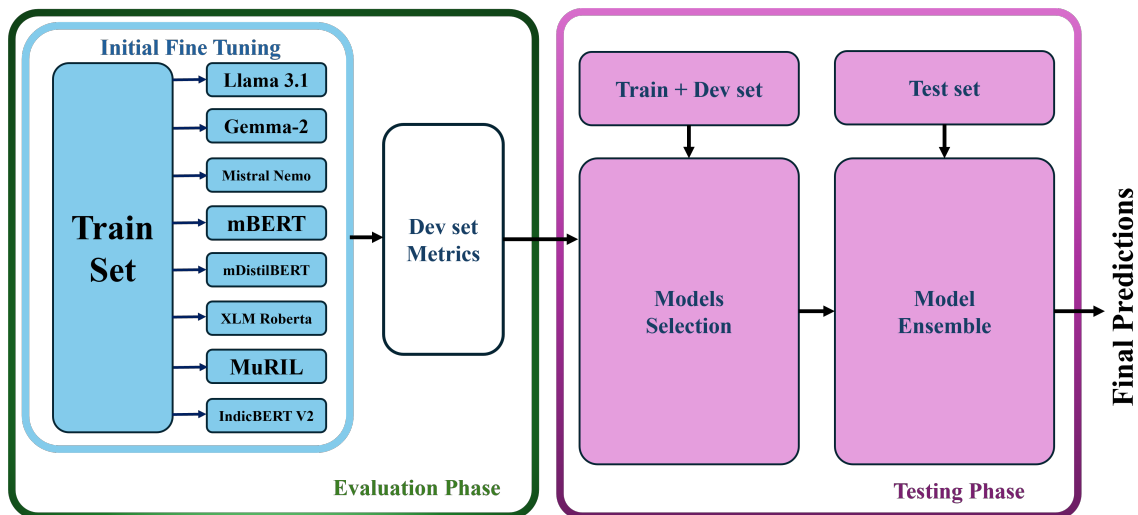 Initial Fine Tuning
Train
Set
Llama 3.1
Gemma-2
Mistral Nemo
mBERT
mDistilBERT
XLM Roberta
MuRIL
IndicBERT V2
Dev set
Metrics
Evaluation Phase
Train + Dev set
Test set
Models
Selection
Model
Ensemble
Testing Phase
Final Predictions